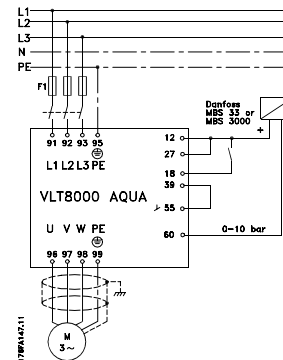 L1
L2
L3
N
PE
F1
Danfoss
MBS 33 or
MBS 3000
+
91 92 93 95
12
L1 L2 L3 PE
27
18
VLT8000 AQUA
39
55
U V W PE
60
0-10 bar
96 97 98 99
M
3~
178FA147.11